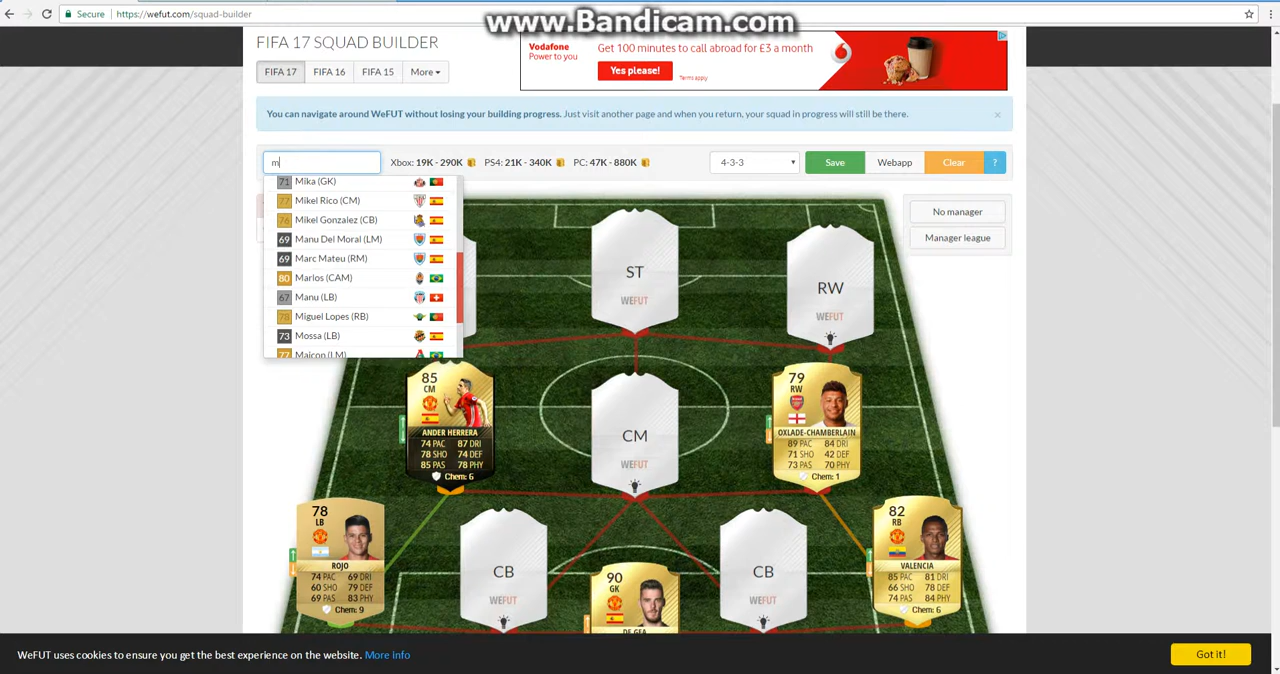 Secure
https://wefut.com/squad-builder
www.Bandicam.com
FIFA 17 SQUAD BUILDER
FIFA 17
FIFA 16
FIFA 15
More
Vodafone
Power to you
Get 100 minutes to call abroad for £3 a month
Yes please!
Terms apply
You can navigate around WeFUT without losing your building progress. Just visit another page and when you return, your squad in progress will still be there.
×
m
Xbox: 19K - 290K
PS4: 21K - 340K
PC: 47K - 880K
4-3-3
Save
Webapp
Clear
?
71 Mika (GK)
77 Mikel Rico (CM)
76 Mikel Gonzalez (CB)
69 Manu Del Moral (LM)
69 Marc Mateu (RM)
80 Marlos (CAM)
67 Manu (LB)
78 Miguel Lopes (RB)
73 Mossa (LB)
77 Maicon (LM)
No manager
Manager league
ST
WEFUT
RW
WEFUT
85
CM
ANDER HERRERA
74 PAC 87 DRI
78 SHO 74 DEF
85 PAS 78 PHY
Chem: 6
CM
WEFUT
79
RW
OXLADE-CHAMBERLAIN
89 PAC 84 DRI
71 SHO 42 DEF
73 PAS 70 PHY
Chem: 1
78
LB
ROJO
74 PAC 69 DRI
60 SHO 79 DEF
69 PAS 83 PHY
Chem: 9
CB
WEFUT
90
GK
DE GEA
CB
WEFUT
82
RB
VALENCIA
85 PAC 81 DRI
66 SHO 78 DEF
74 PAS 84 PHY
Chem: 6
WeFUT uses cookies to ensure you get the best experience on the website. More info
Got it!